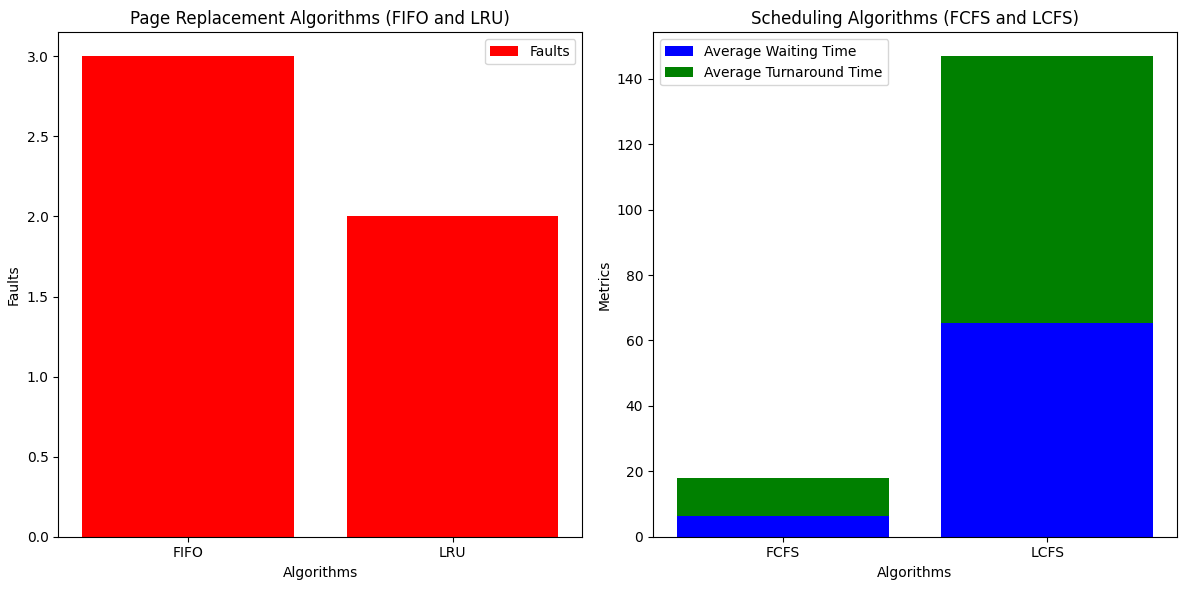 Page Replacement Algorithms (FIFO and LRU)
Faults
3.0
2.5
2.0
1.5
1.0
0.5
0.0
Faults
FIFO
LRU
Algorithms
Scheduling Algorithms (FCFS and LCFS)
Average Waiting Time
Average Turnaround Time
140
120
100
80
60
40
20
0
Metrics
FCFS
LCFS
Algorithms